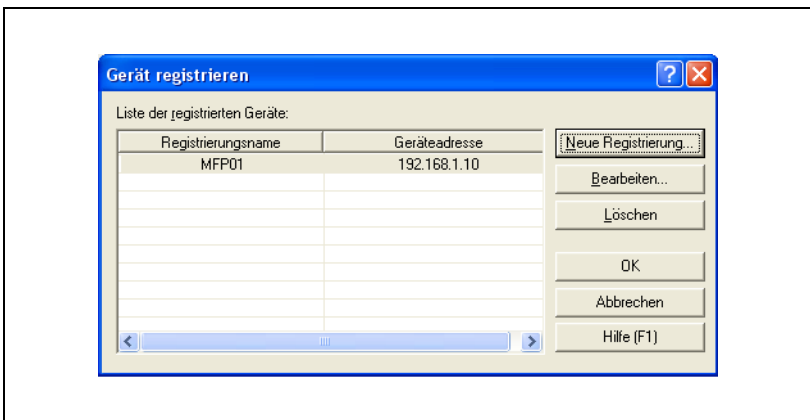 Gerät registrieren
Liste der registrierten Geräte:
Registrierungsname Geräteadresse
MFP01 192.168.1.10
Neue Registrierung...
Bearbeiten...
Löschen
OK
Abbrechen
Hilfe (F1)